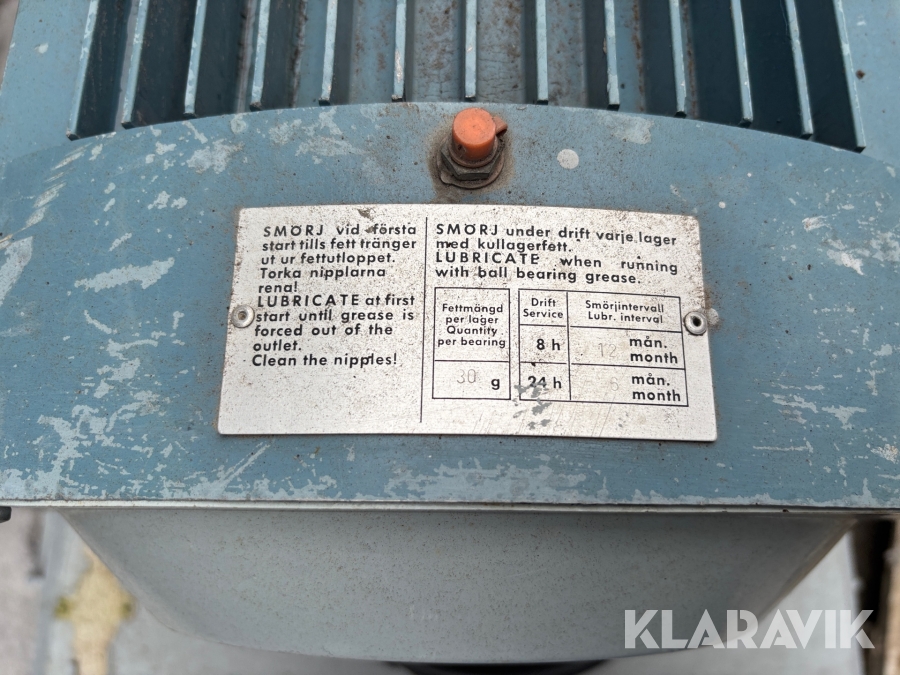 SMÖRJ vid första
start tills fett tränger
ut ur fettutloppet.
Torka nipplarna
rena!
LUBRICATE at first
start until grease is
forced out of the
outlet.
Clean the nipples!
SMÖRJ under drift varje lager
med kullagerfett.
LUBRICATE when running
with ball bearing grease.
Fettmängd
per lager
Quantity
per bearing
30 g
Drift
Service
Smörjintervall
Lubr. interval
8 h
12 mån.
month
24 h
6 mån.
month
KLARAVIK